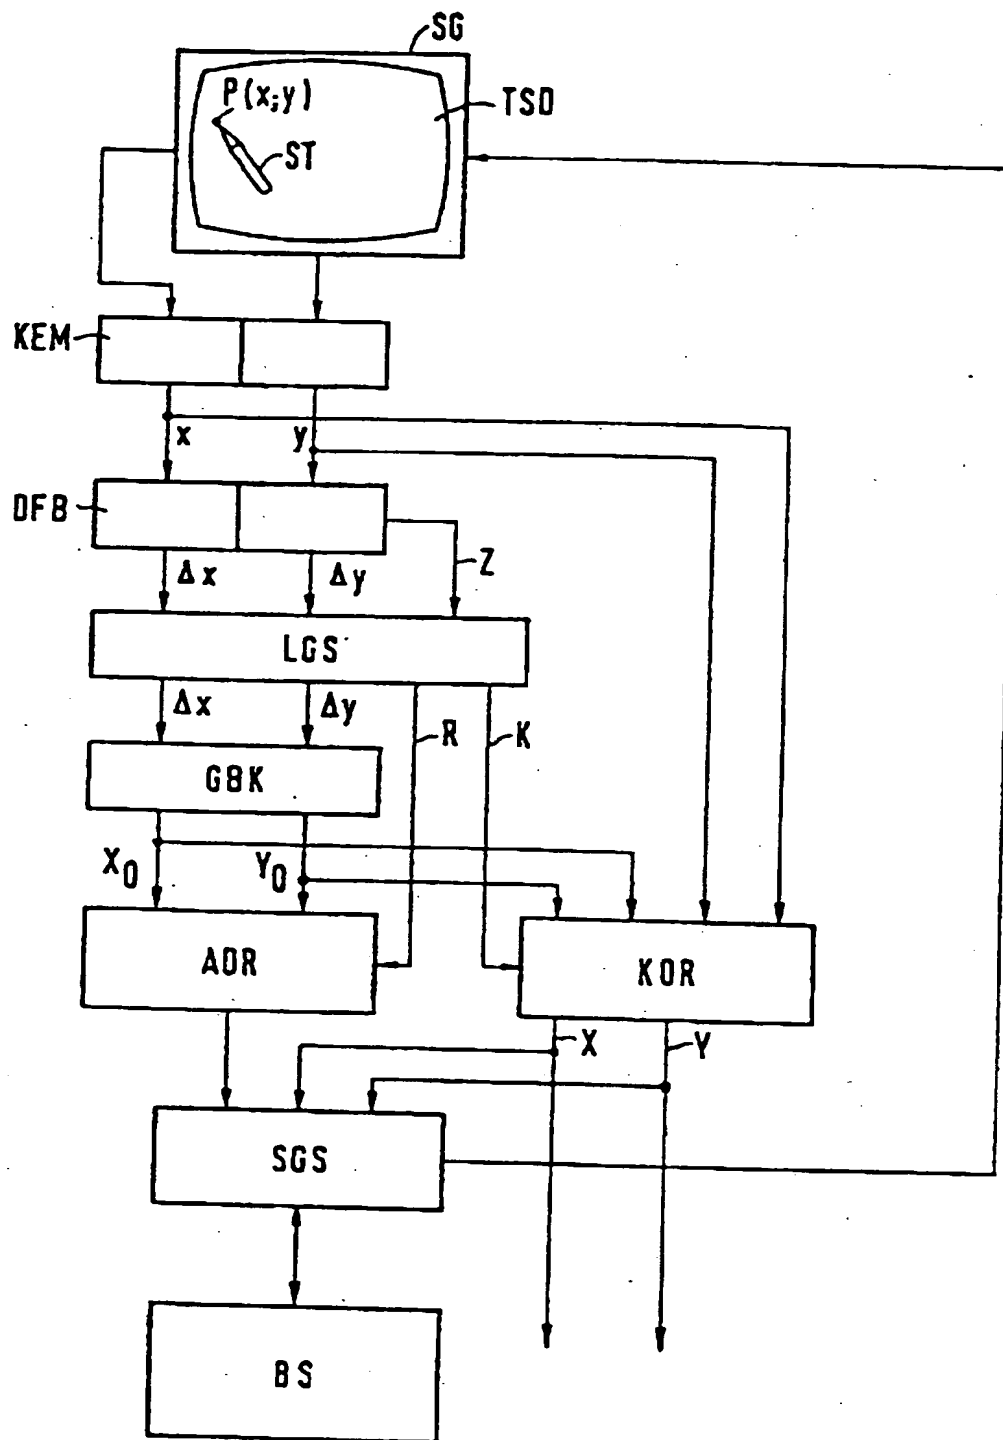 SG
P(x;y)
TSD
ST
KEM
x
y
DFB
Δx
Δy
Z
LGS
Δx
Δy
R
K
GBK
X0
Y0
ADR
KOR
X
Y
SGS
BS